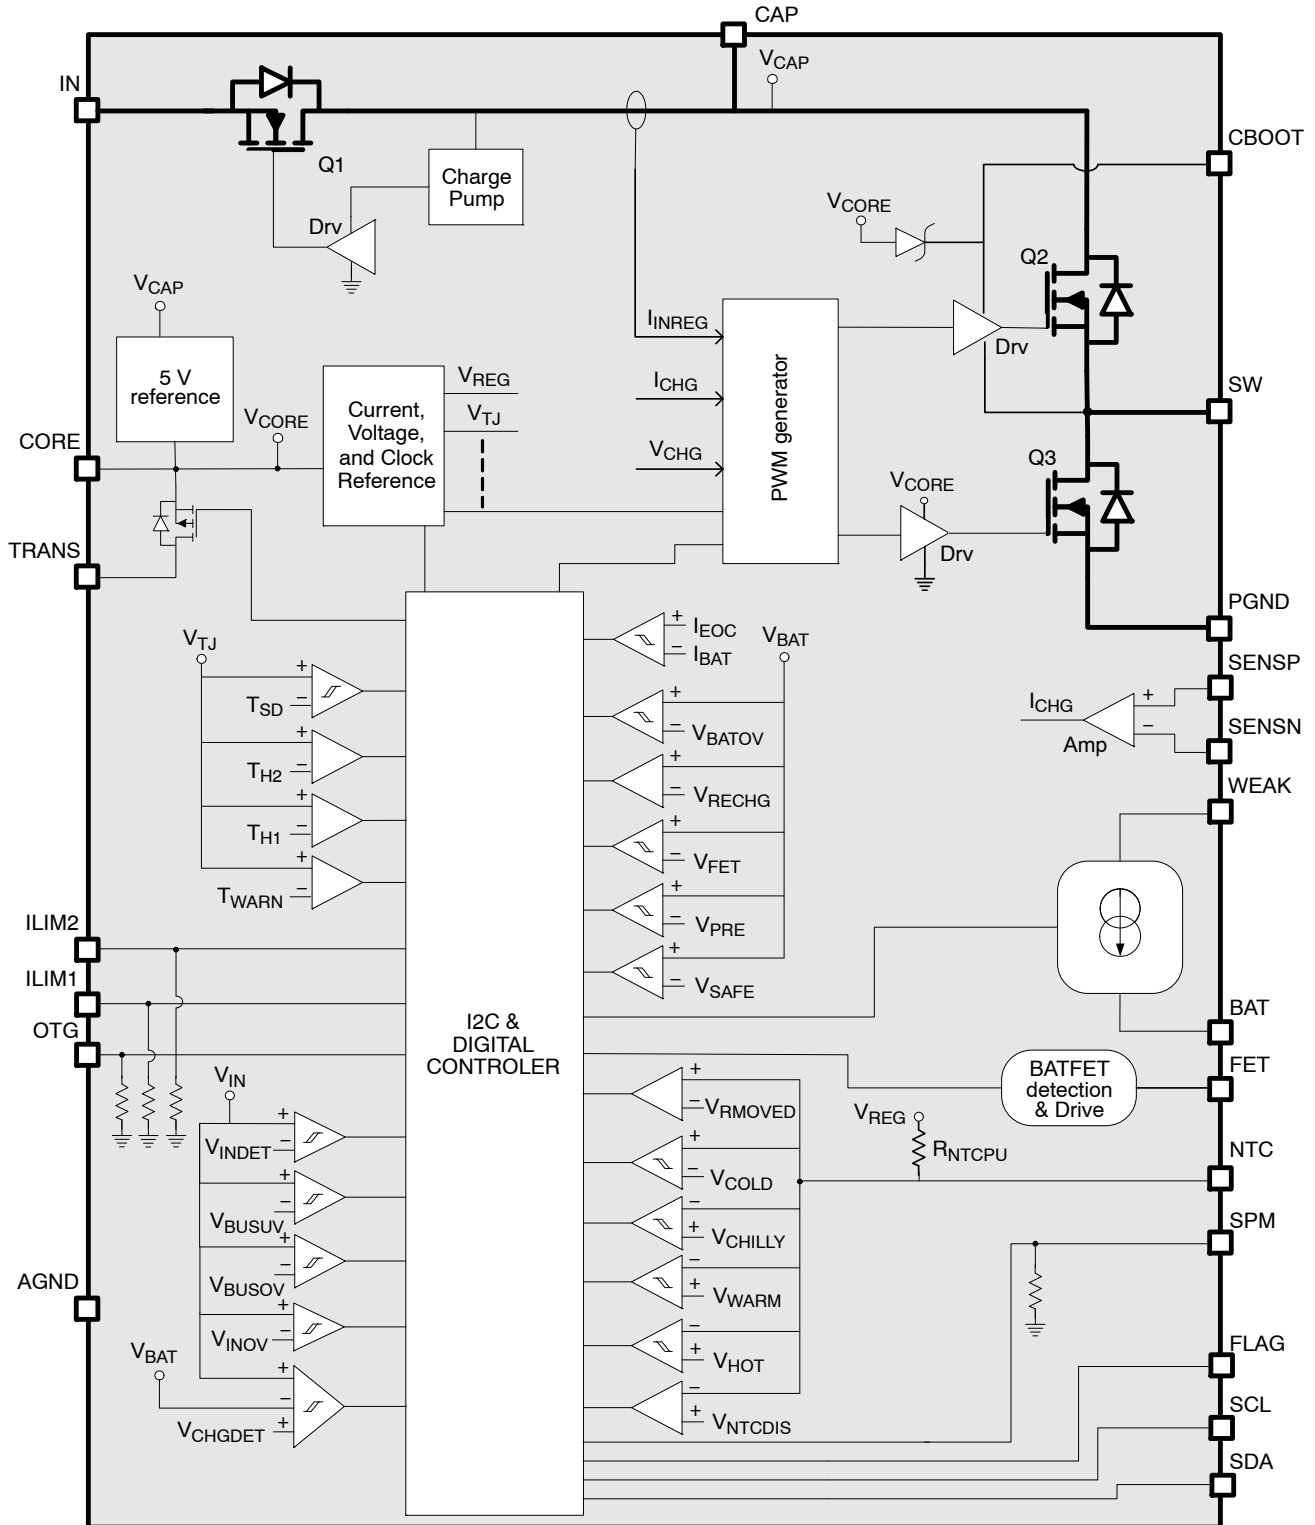 CAP
IN
VCAP
Q1
CBOOT
Charge
Pump
Drv
VCORE
Q2
VCAP
IINREG
Drv
5 V
reference
VREG
ICHG
SW
Current,
Voltage,
and Clock
Reference
VTJ
PWM generator
VCORE
CORE
VCHG
Q3
VCORE
TRANS
Drv
PGND
+ IEOC
− IBAT
VBAT
VTJ
SENSP
+
TSD −
+
− VBATOV
ICHG
+
−
Amp
SENSN
+
TH2 −
+
− VRECHG
WEAK
+
TH1 −
+
− VFET
+
TWARN −
+
− VPRE
ILIM2
+
− VSAFE
ILIM1
BAT
I2C &
DIGITAL
CONTROLER
OTG
FET
BATFET
detection
& Drive
VIN
+
− VRMOVED
VREG
+
VINDET −
RNTCPU
NTC
+
− VCOLD
+
VBUSUV −
−
+ VCHILLY
SPM
+
VBUSOV −
AGND
−
+ VWARM
+
VINOV −
−
+ VHOT
FLAG
VBAT
+
−
VCHGDET +
−
+ VNTCDIS
SCL
SDA